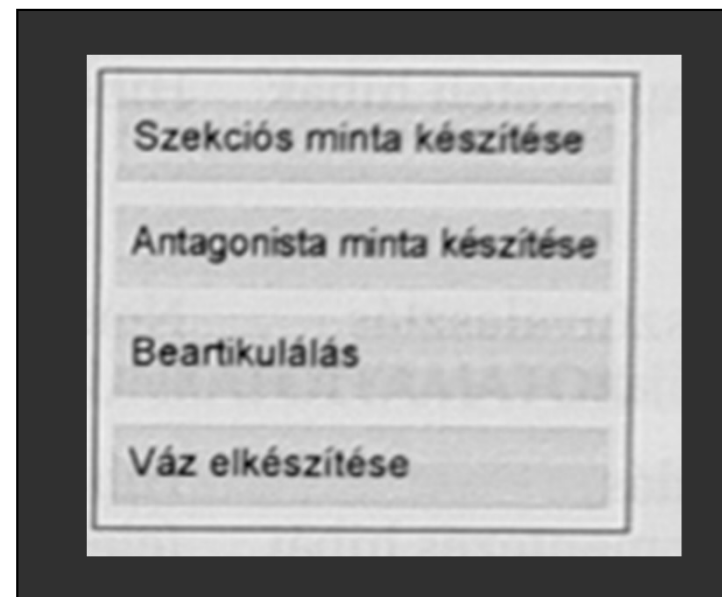 Szekciós minta készítése
Antagonista minta készítése
Beartikulálás
Váz elkészítése